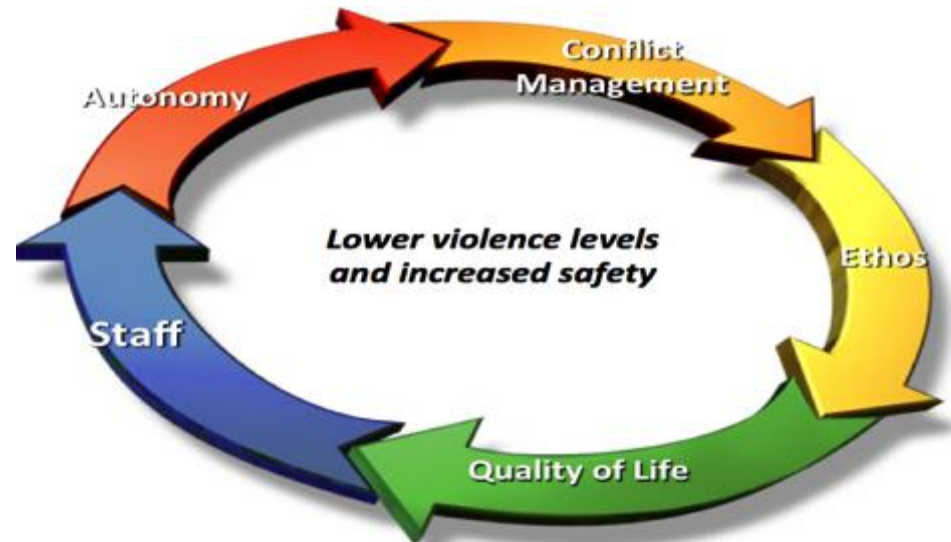 Conflict
Management
Autonomy
Lower violence levels
and increased safety
Ethos
Staff
Quality of Life